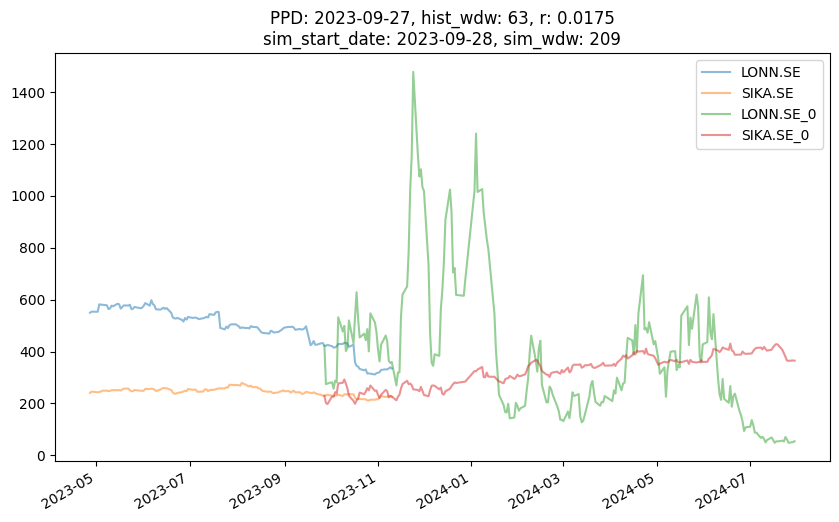 PPD: 2023-09-27, hist_wdw: 63, r: 0.0175
sim_start_date: 2023-09-28, sim_wdw: 209
LONN.SE
SIKA.SE
LONN.SE_0
SIKA.SE_0
1400
1200
1000
800
600
400
200
0
2023-05
2023-07
2023-09
2023-11
2024-01
2024-03
2024-05
2024-07